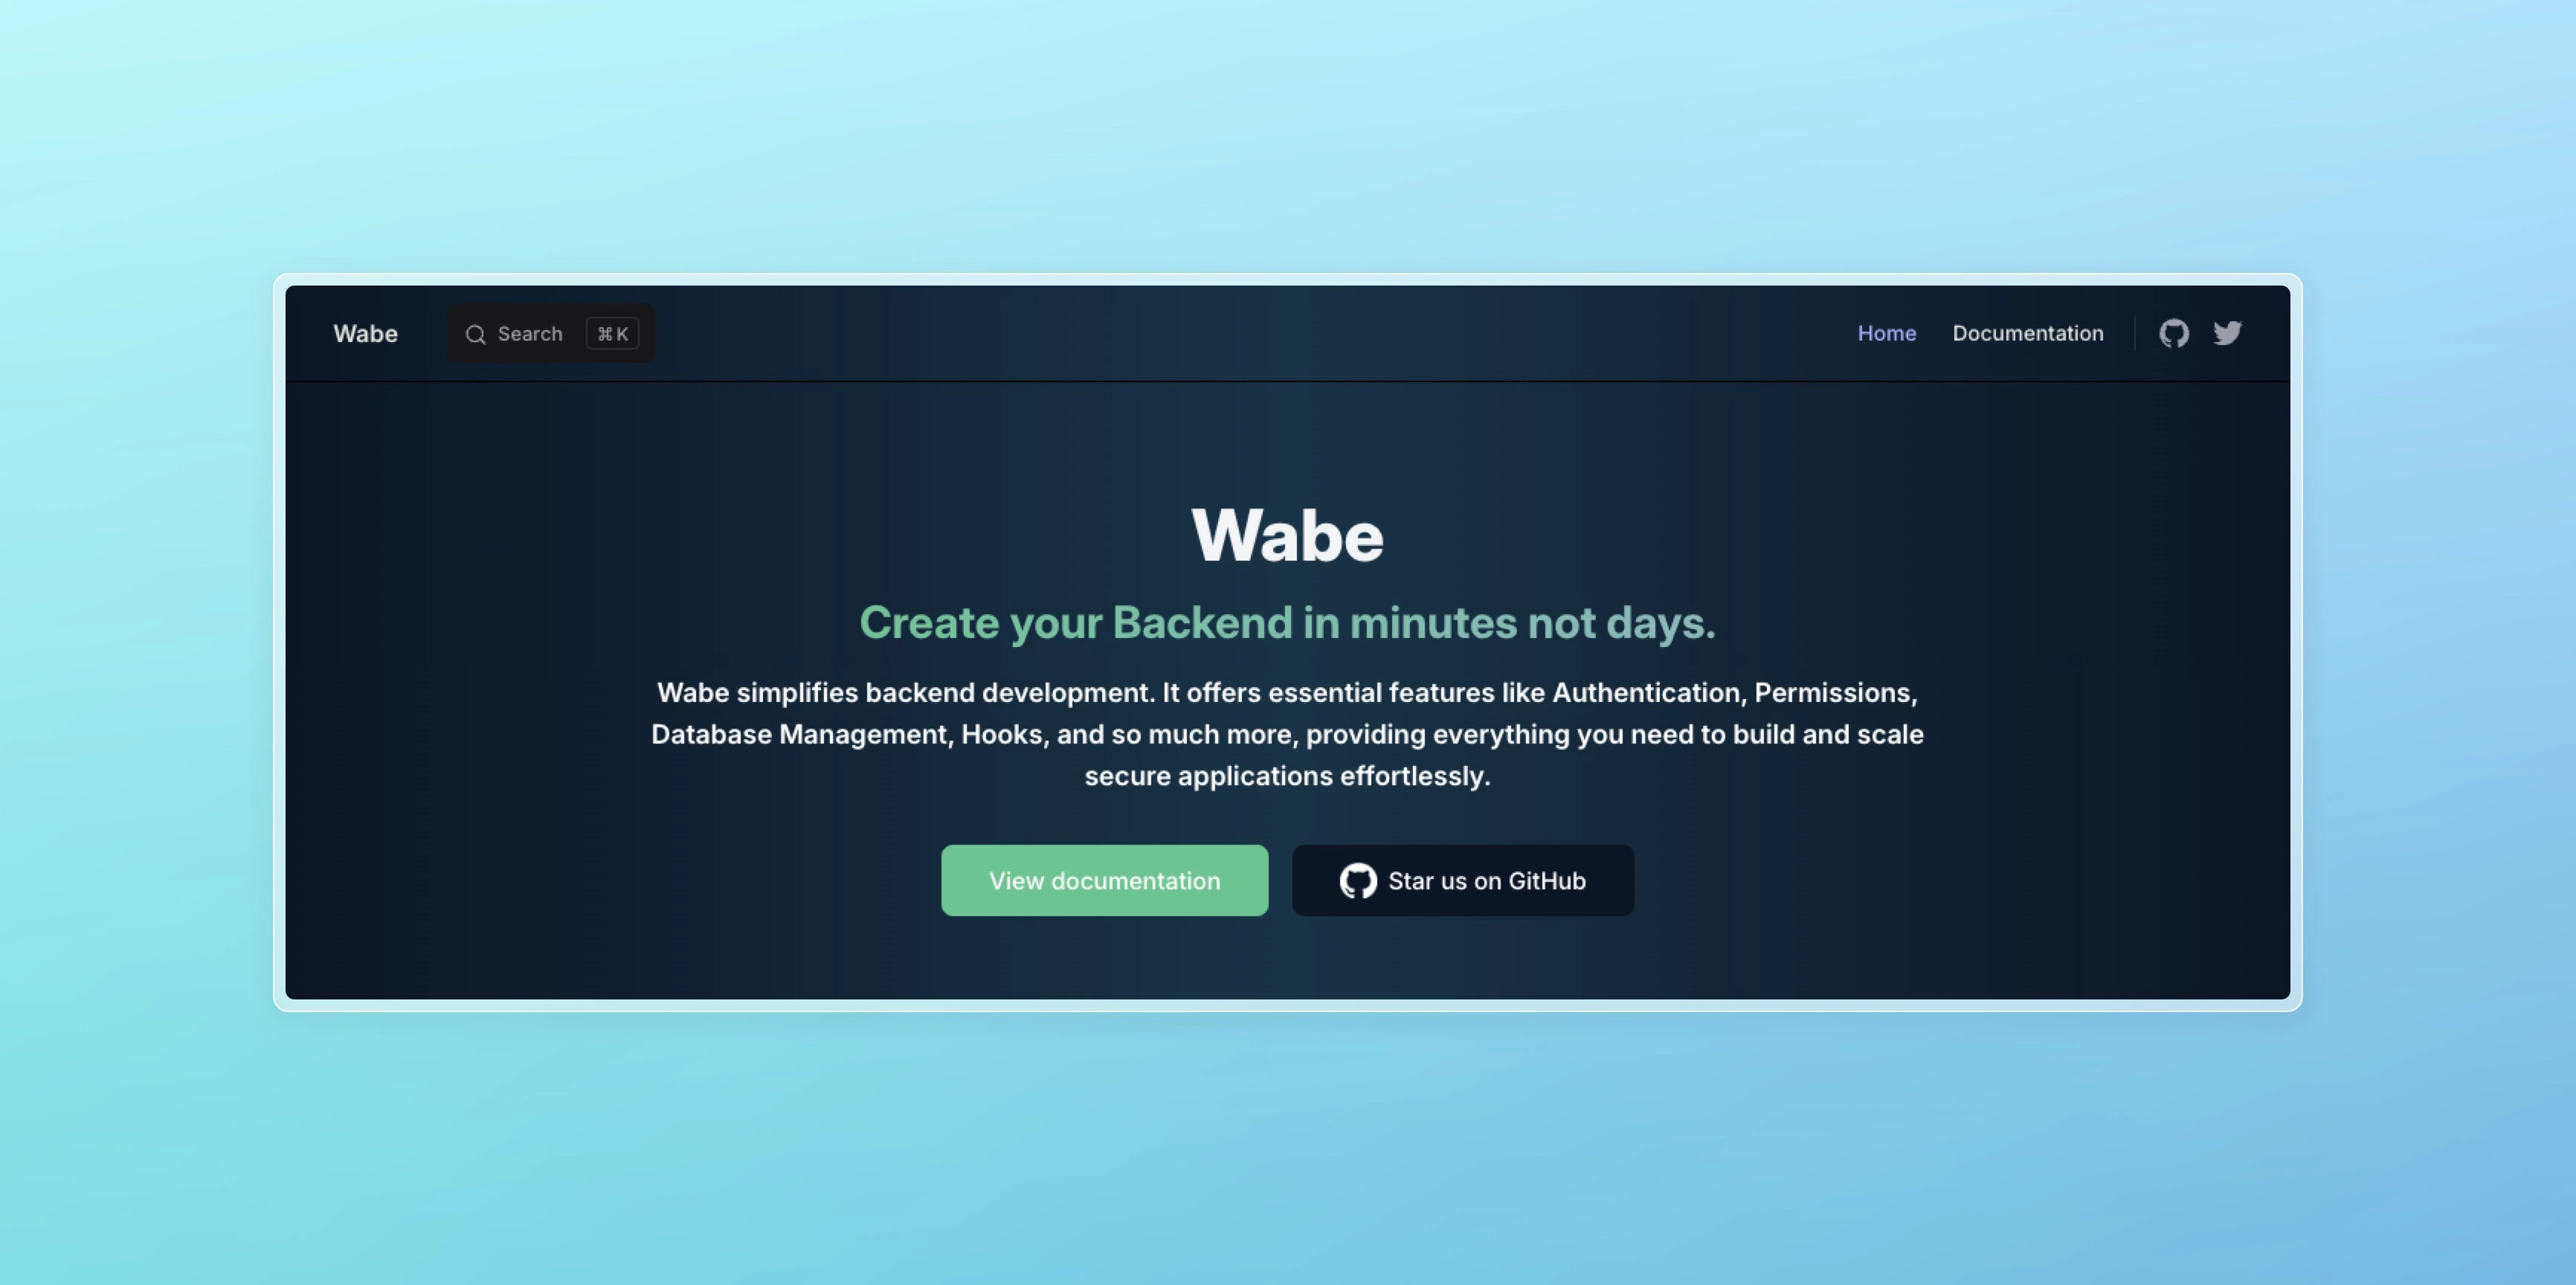 Wabe
Search ⌘ K
Home
Documentation
Wabe
Create your Backend in minutes not days.
Wabe simplifies backend development. It offers essential features like Authentication, Permissions,
Database Management, Hooks, and so much more, providing everything you need to build and scale
secure applications effortlessly.
View documentation
Star us on GitHub